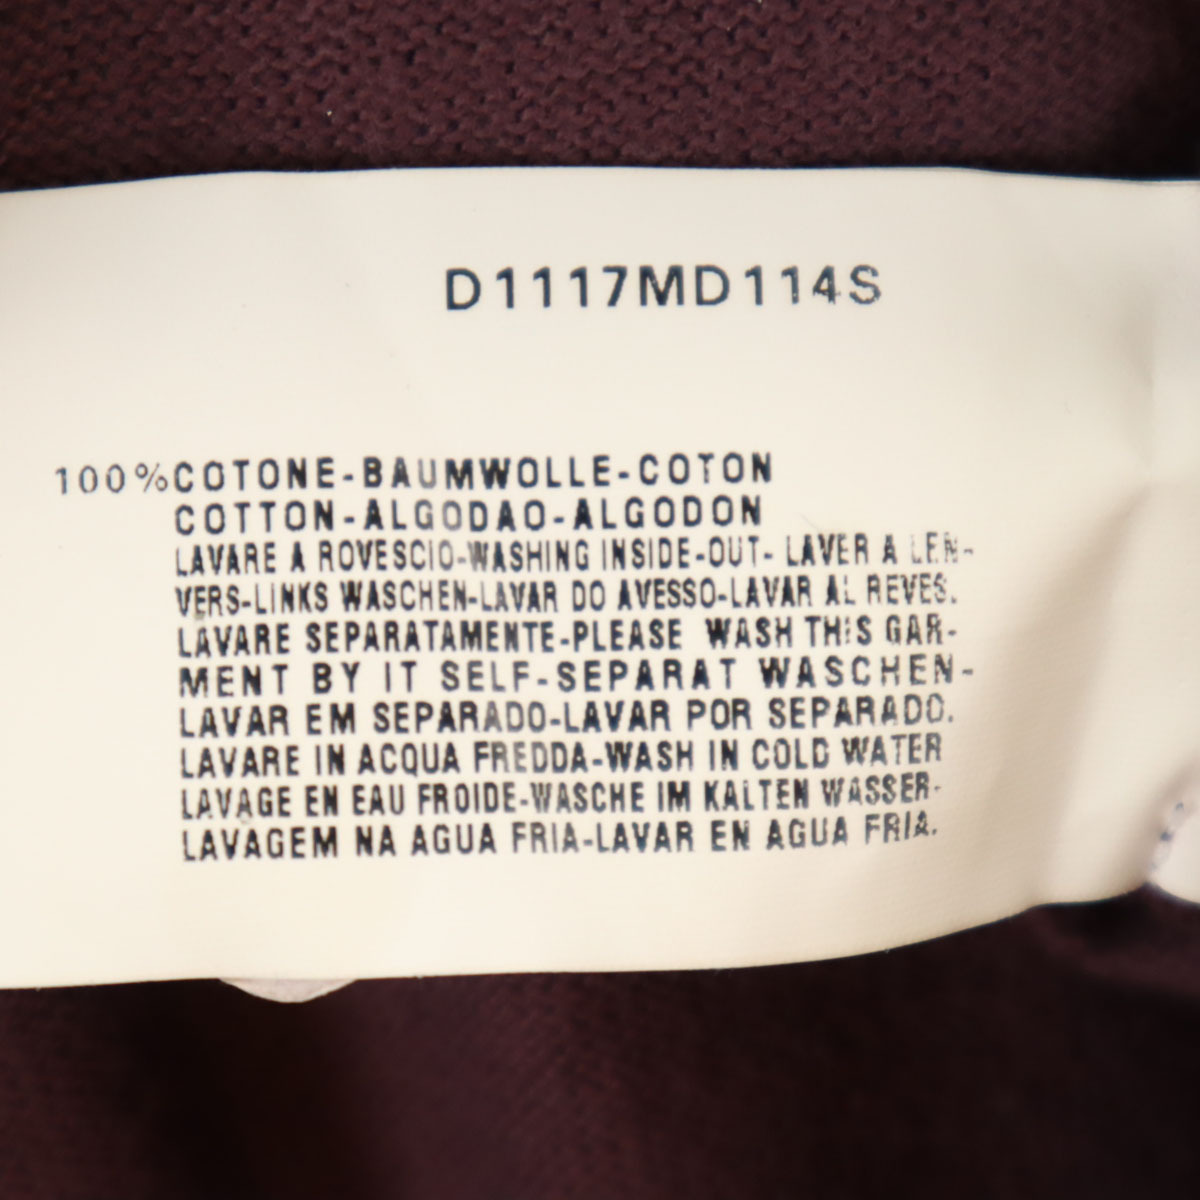 D1117MD114S
100%COTONE-BAUMWOLLE-COTON
COTTON-ALGODAO-ALGODON
LAVARE A ROVESCIO-WASHING INSIDE-OUT- LAVER A LEN-
VERS-LINKS WASCHEN-LAVAR DO AVESSO-LAVAR AL REVES.
LAVARE SEPARATAMENTE-PLEASE WASH THIS GAR-
MENT BY IT SELF-SEPARAT WASCHEN-
LAVAR EM SEPARADO-LAVAR POR SEPARADO.
LAVARE IN ACQUA FREDDA-WASH IN COLD WATER
LAVAGE EN EAU FROIDE-WASCHE IM KALTEN WASSER-
LAVAGEM NA AGUA FRIA-LAVAR EN AGUA FRIA.